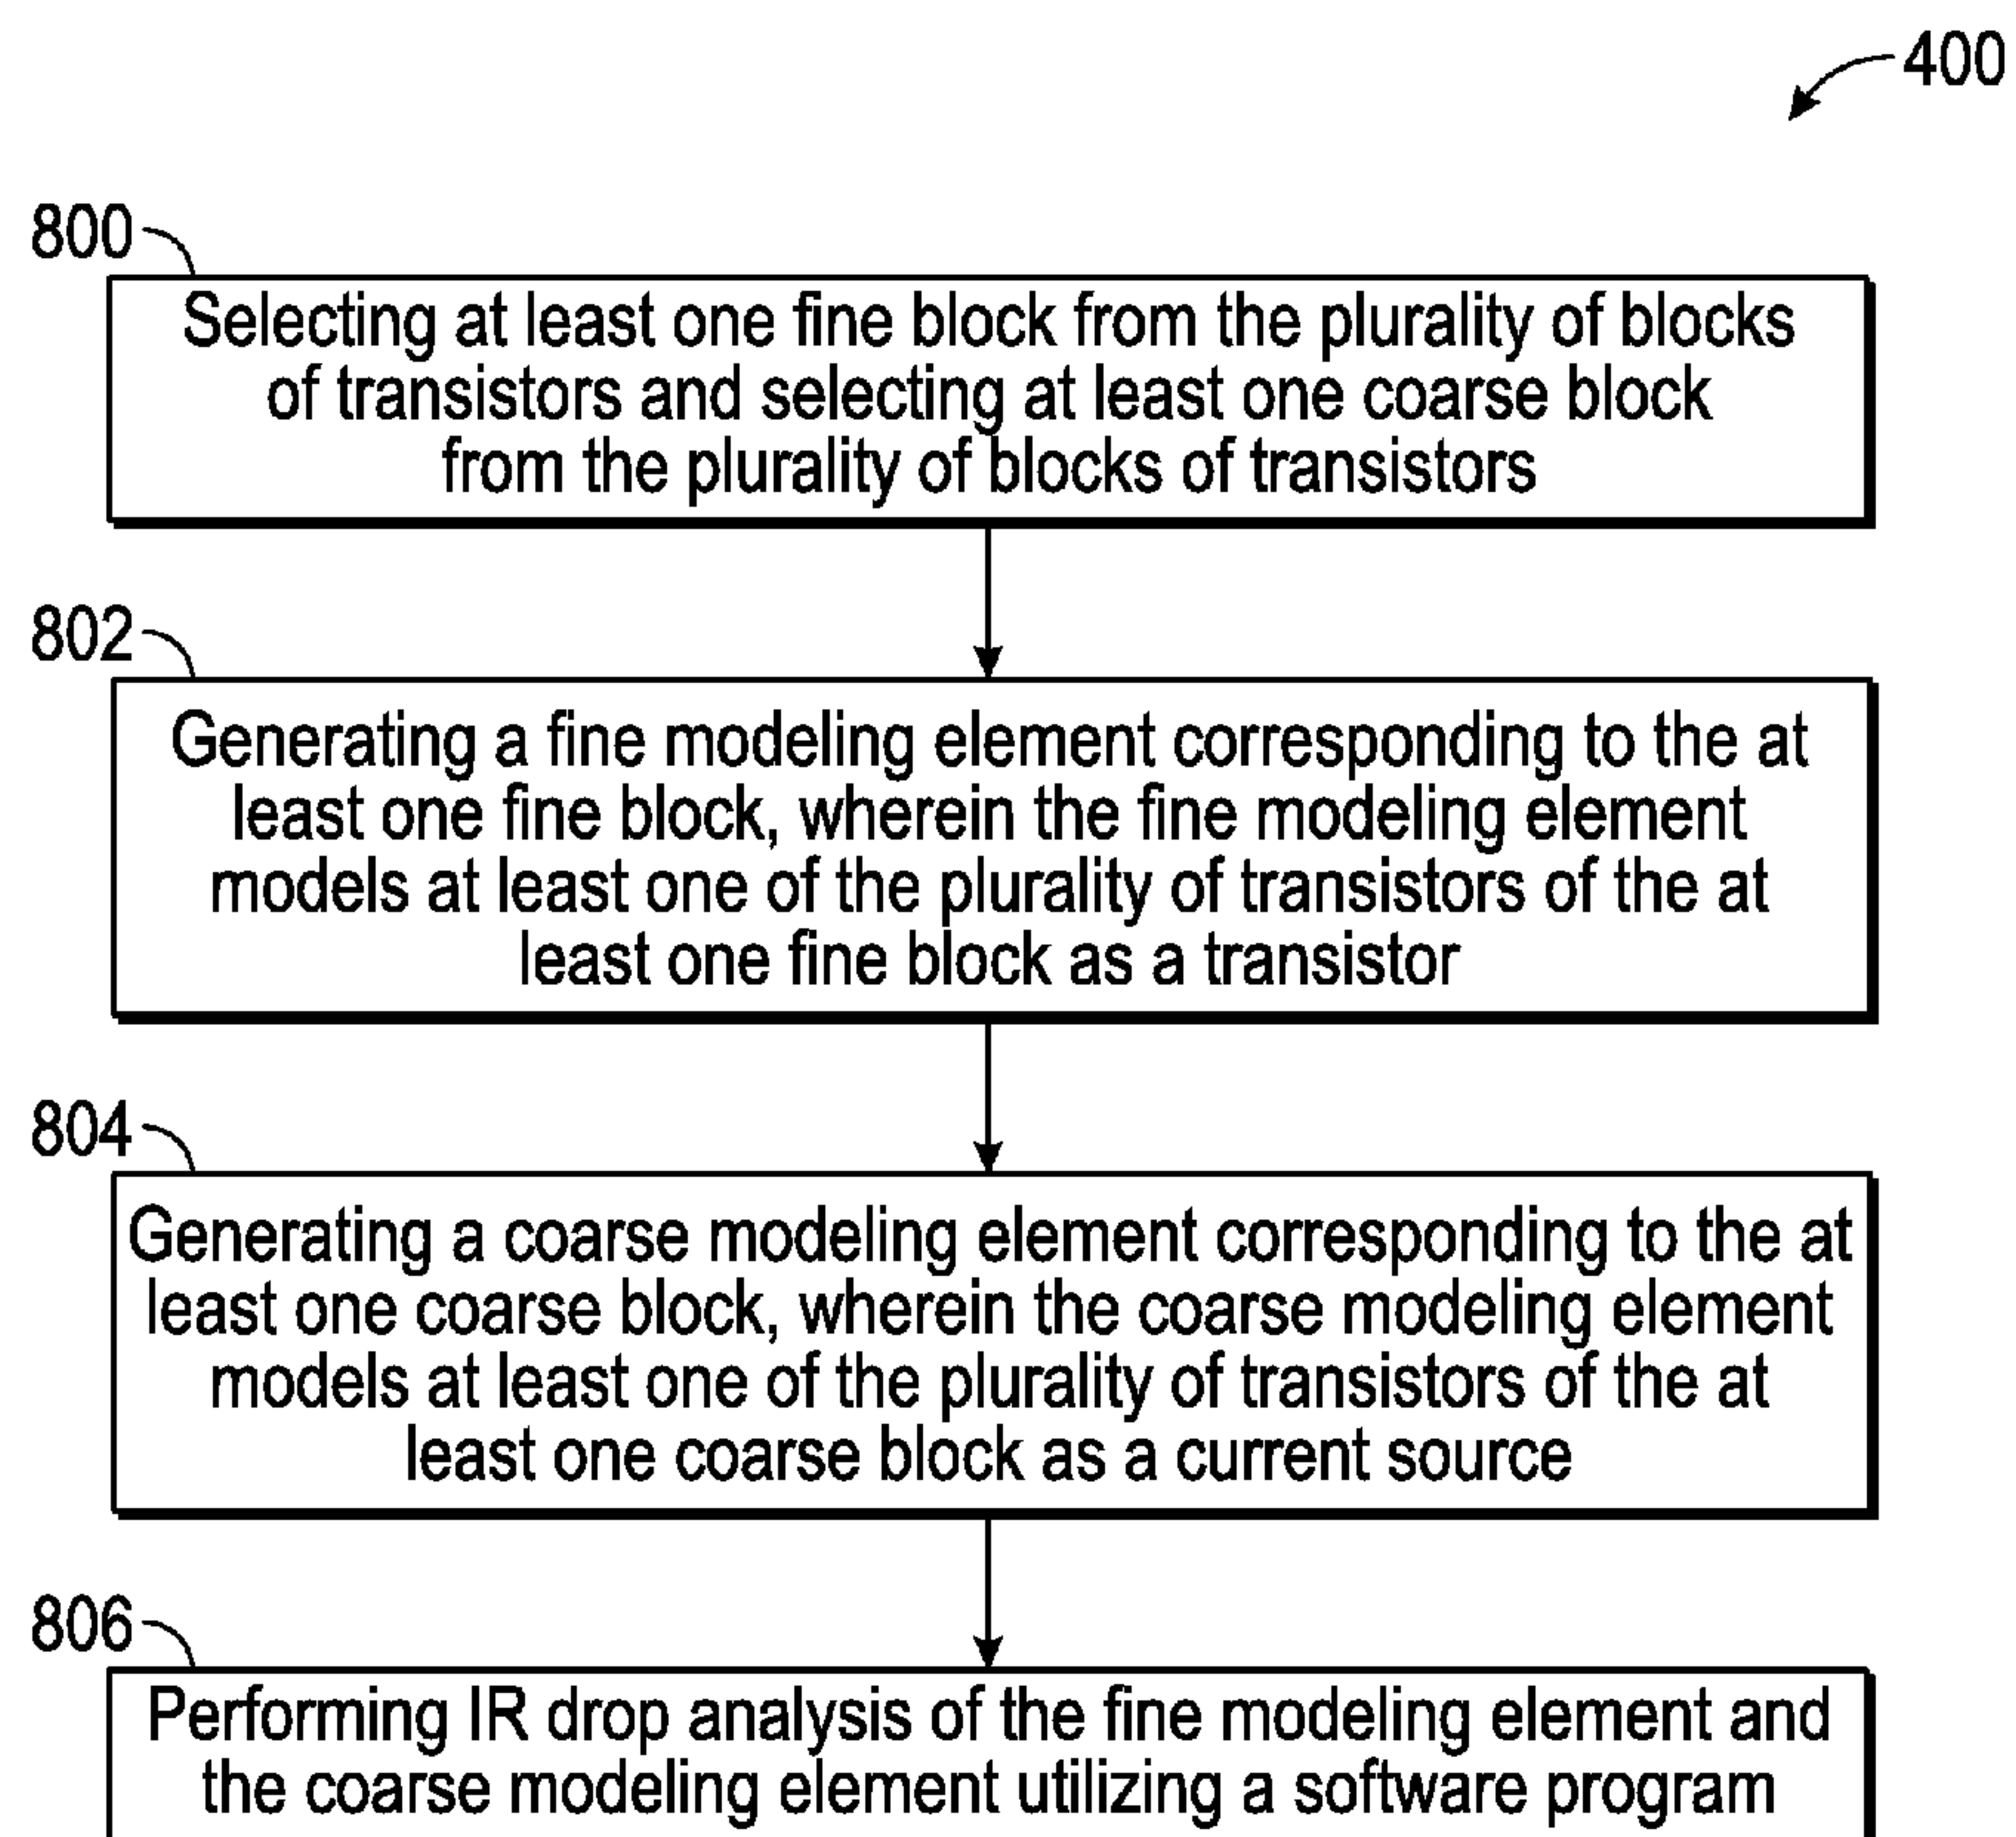 400
800
Selecting at least one fine block from the plurality of blocks
of transistors and selecting at least one coarse block
from the plurality of blocks of transistors
802
Generating a fine modeling element corresponding to the at
least one fine block, wherein the fine modeling element
models at least one of the plurality of transistors of the at
least one fine block as a transistor
804
Generating a coarse modeling element corresponding to the at
least one coarse block, wherein the coarse modeling element
models at least one of the plurality of transistors of the at
least one coarse block as a current source
806
Performing IR drop analysis of the fine modeling element and
the coarse modeling element utilizing a software program